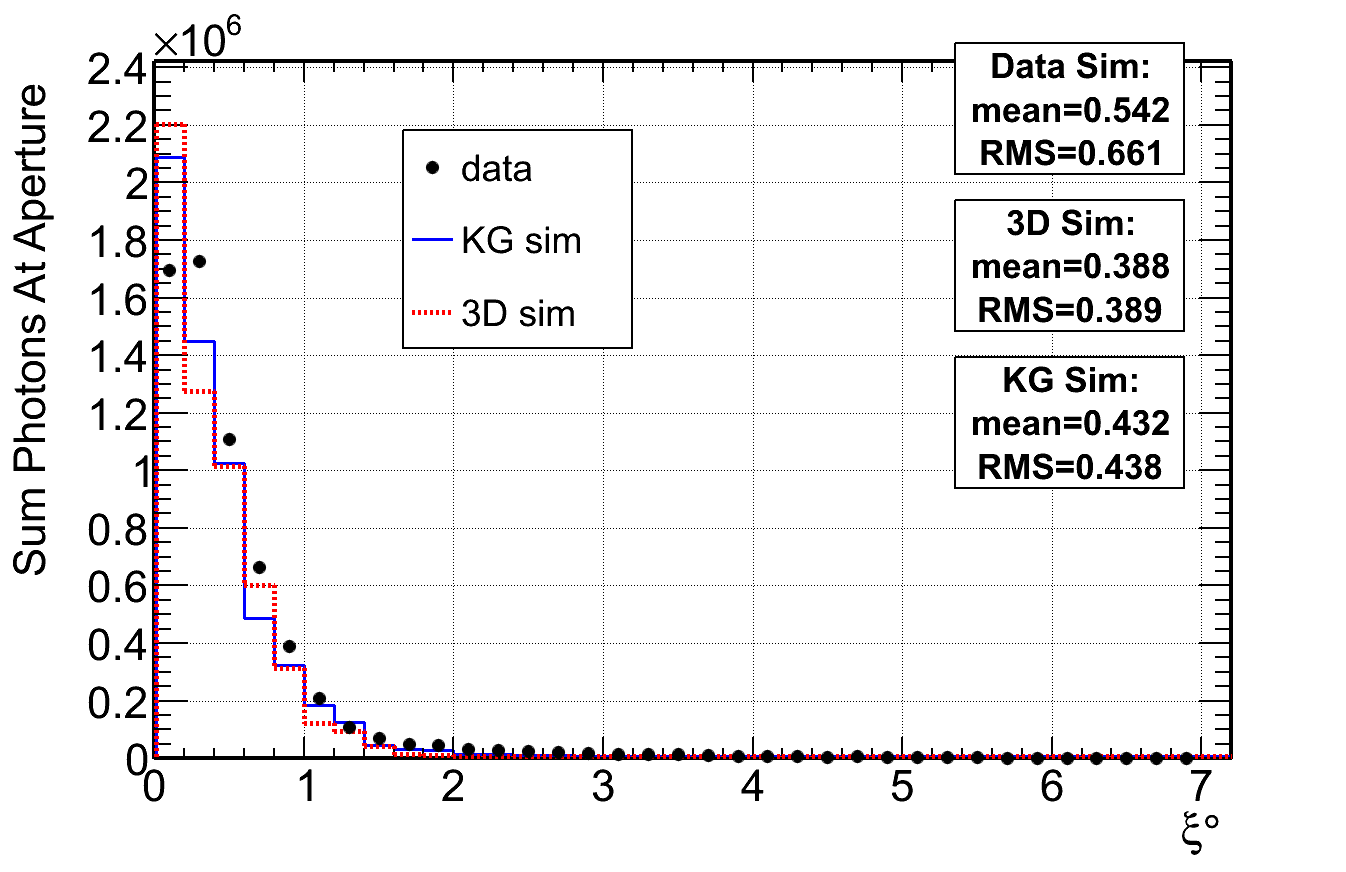 ×10⁶
Sum Photons At Aperture
2.4
2.2
2
1.8
1.6
1.4
1.2
1
0.8
0.6
0.4
0.2
0
data
KG sim
3D sim
Data Sim:
mean=0.542
RMS=0.661
3D Sim:
mean=0.388
RMS=0.389
KG Sim:
mean=0.432
RMS=0.438
0 1 2 3 4 5 6 7
ξ°